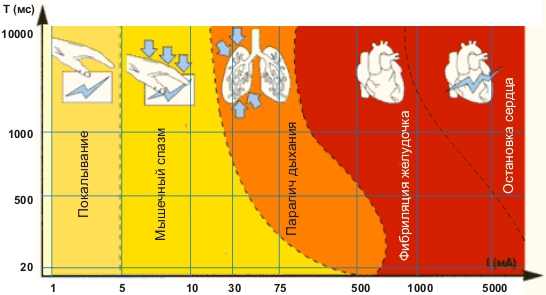 T (мс)
10000
1000
500
20
Покалывание
Мышечный спазм
Паралич дыхания
Фибриляция желудочка
Остановка сердца
I (мА)
1 5 10 30 75 500 1000 5000